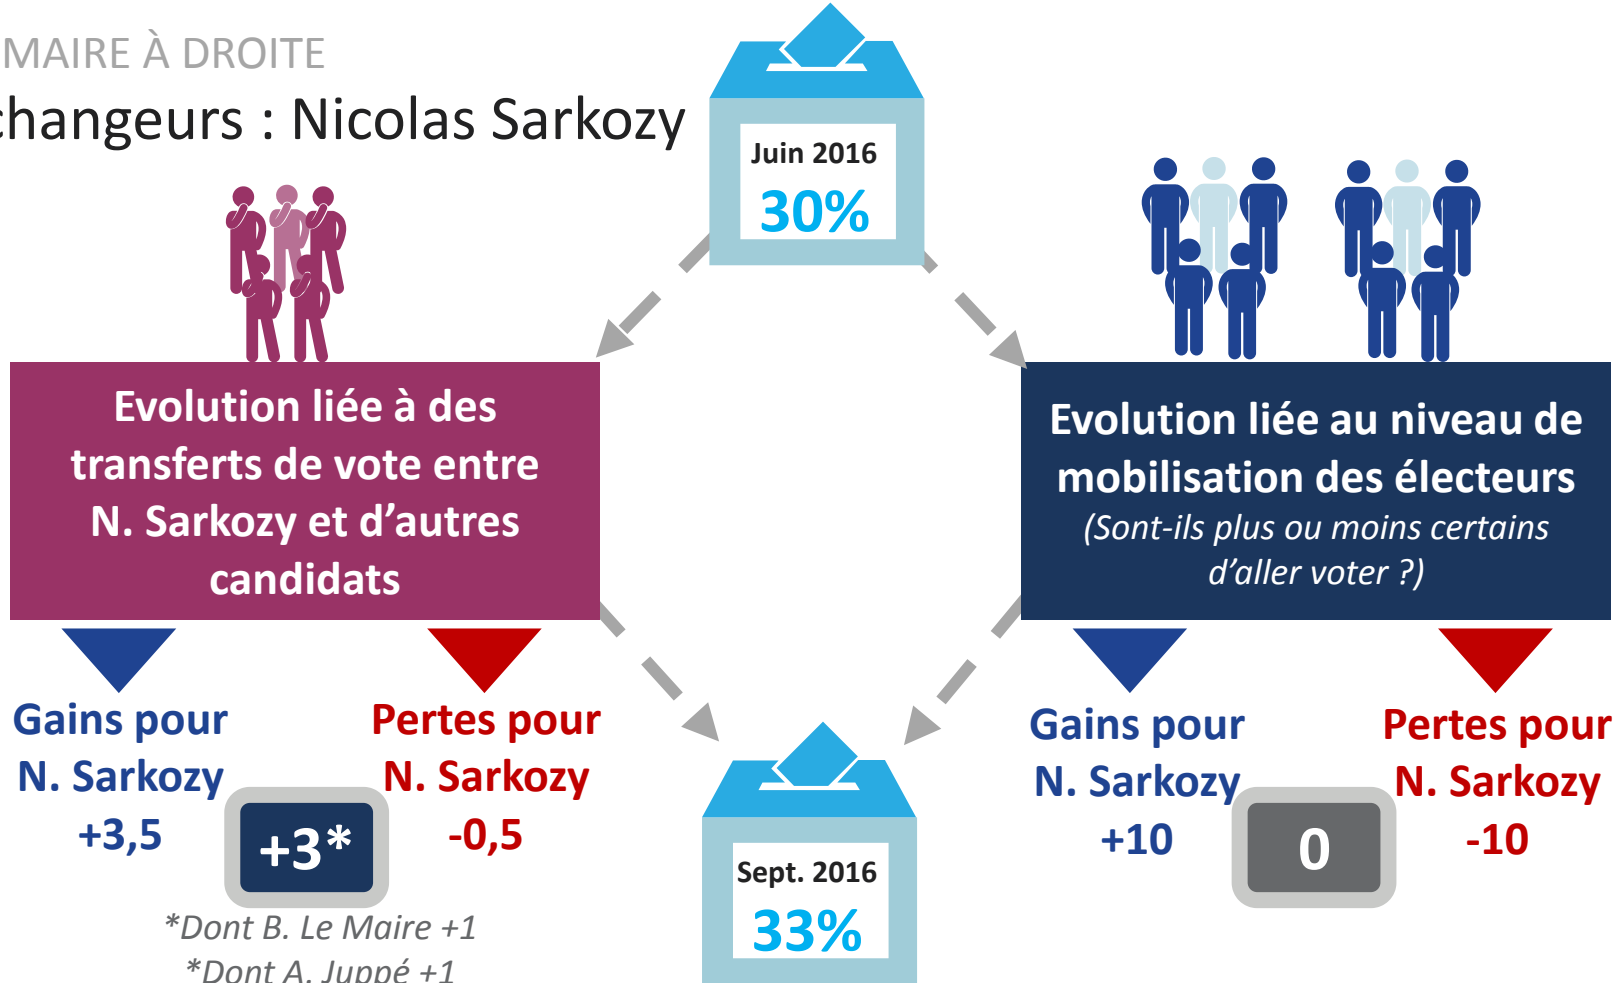 MAIRE À DROITE
changeurs : Nicolas Sarkozy
Juin 2016
30%
Evolution liée à des
transferts de vote entre
N. Sarkozy et d'autres
candidats
Evolution liée au niveau de
mobilisation des électeurs
(Sont-ils plus ou moins certains
d'aller voter ?)
Gains pour
N. Sarkozy
+3,5
+3*
Pertes pour
N. Sarkozy
-0,5
*Dont B. Le Maire +1
*Dont A. Juppé +1
Sept. 2016
33%
Gains pour
N. Sarkozy
+10
0
Pertes pour
N. Sarkozy
-10